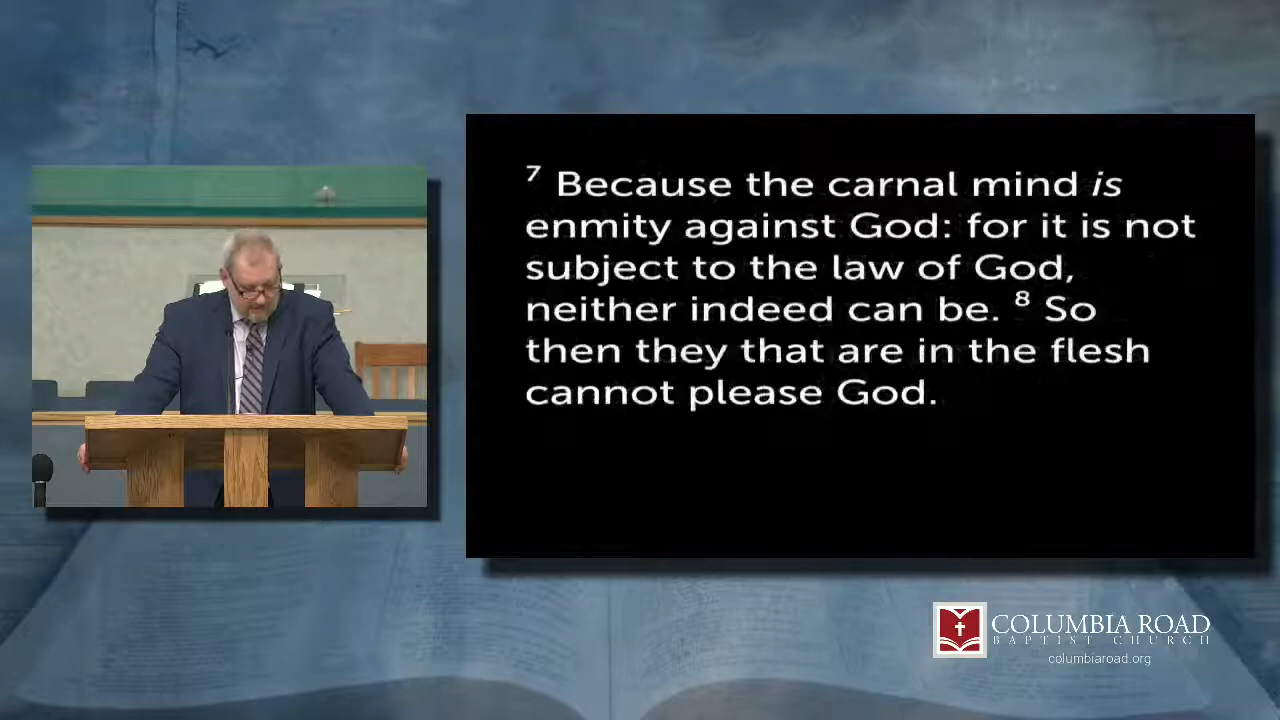 ⁷ Because the carnal mind is
enmity against God: for it is not
subject to the law of God,
neither indeed can be. ⁸ So
then they that are in the flesh
cannot please God.
COLUMBIA ROAD
BAPTIST CHURCH
columbiaroad.org